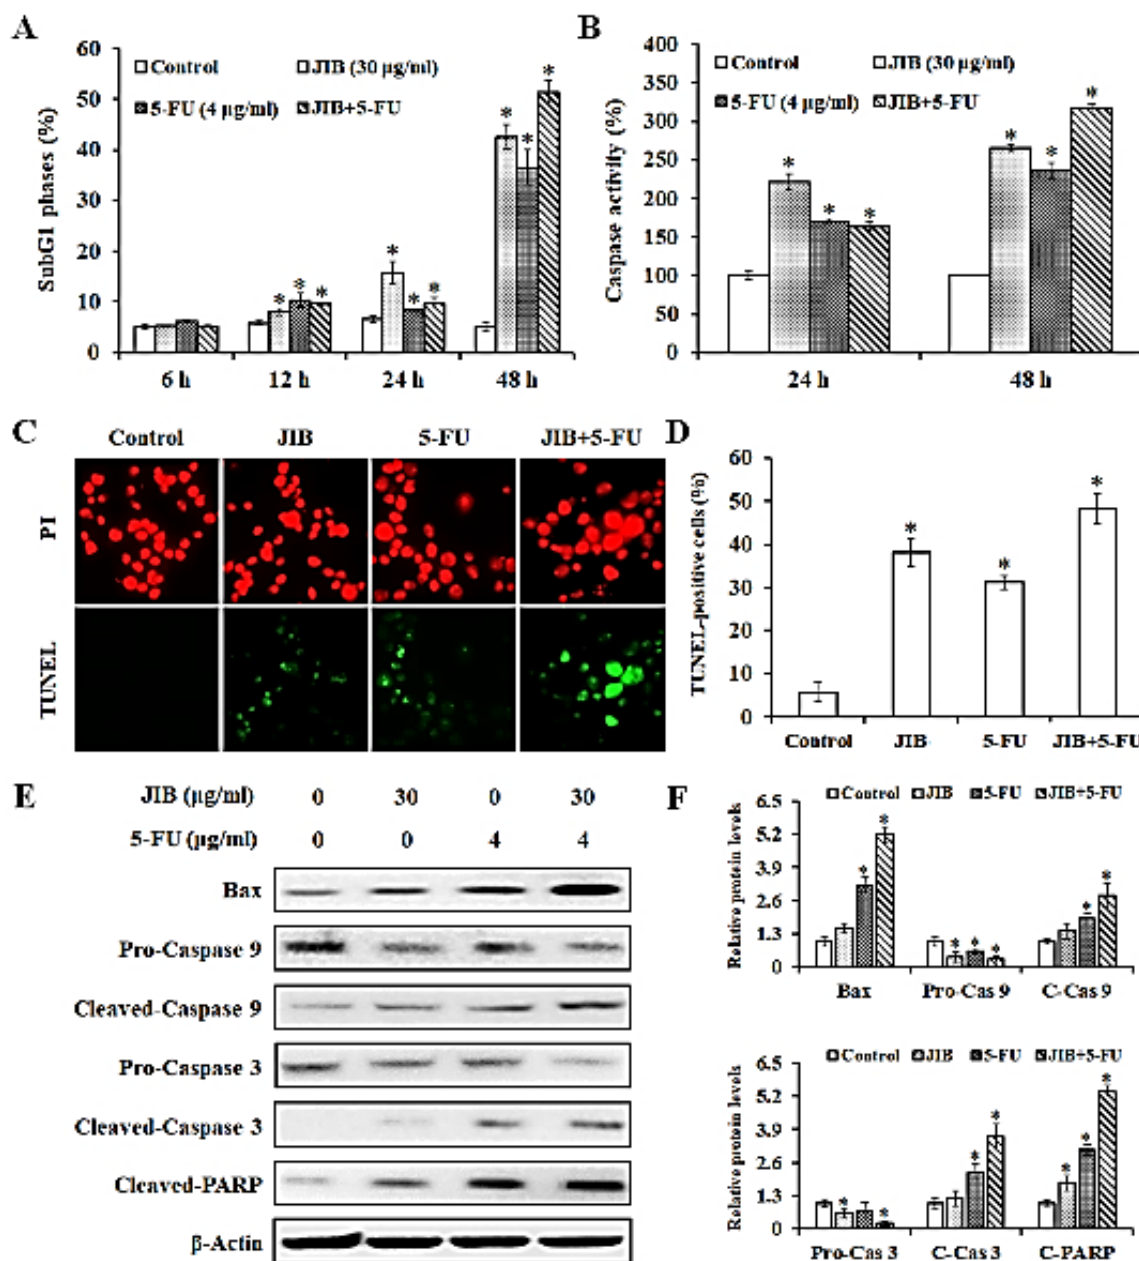 A
SubG1 phases (%)
60
50
40
30
20
10
0
Control
JIB (30 μg/ml)
5-FU (4 μg/ml)
JIB+5-FU
* * * * * * * * *
6 h 12 h 24 h 48 h
B
Caspase activity (%)
400
350
300
250
200
150
100
50
0
Control
JIB (30 μg/ml)
5-FU (4 μg/ml)
JIB+5-FU
* * * * * *
24 h 48 h
C
Control JIB 5-FU JIB+5-FU
PI
TUNEL
D
TUNEL-positive cells (%)
60
50
40
30
20
10
0
* * *
Control JIB 5-FU JIB+5-FU
E
JIB (μg/ml) 0 30 0 30
5-FU (μg/ml) 0 0 4 4
Bax
Pro-Caspase 9
Cleaved-Caspase 9
Pro-Caspase 3
Cleaved-Caspase 3
Cleaved-PARP
β-Actin
F
Relative protein levels
6.5
5.2
3.9
2.6
1.3
0
Control JIB 5-FU JIB+5-FU
* * * * * * *
Bax Pro-Cas 9 C-Cas 9
Relative protein levels
6.5
5.2
3.9
2.6
1.3
0
Control JIB 5-FU JIB+5-FU
* * * * * * *
Pro-Cas 3 C-Cas 3 C-PARP